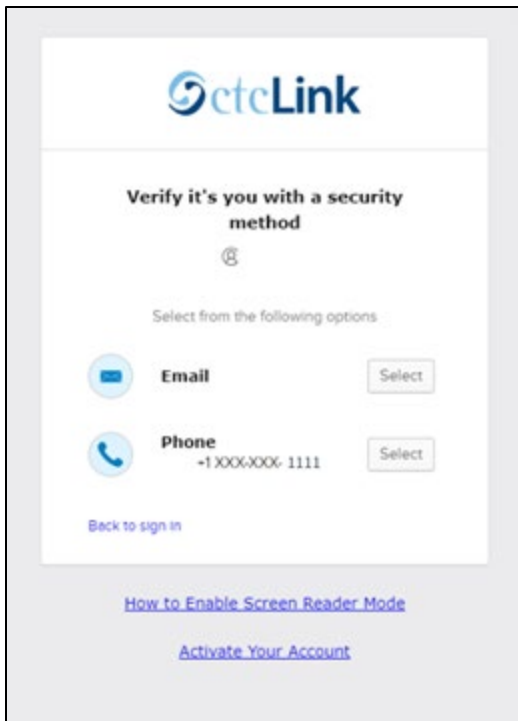 ctcLink
Verify it's you with a security
method
Select from the following options
Email
Select
Phone
+1 XXX-XXX- 1111
Select
Back to sign in
How to Enable Screen Reader Mode
Activate Your Account